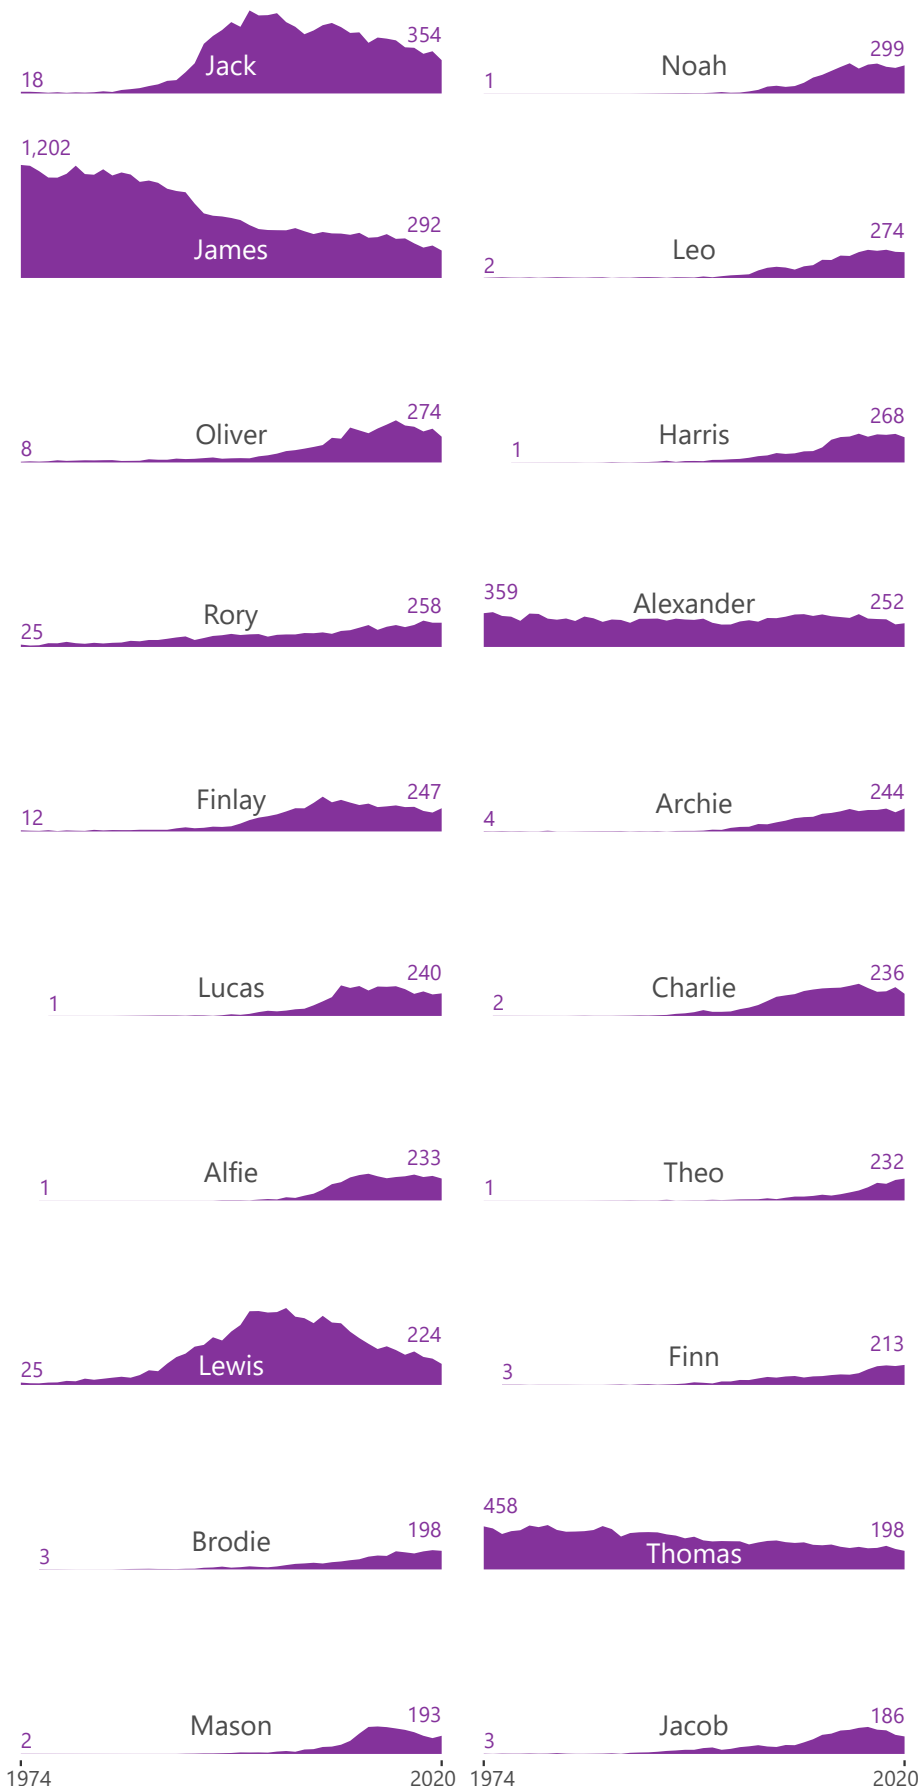 354
Jack
18
299
Noah
1
1,202
292
James
274
Leo
2
274
Oliver
8
268
Harris
1
258
Rory
25
359
Alexander
252
247
Finlay
12
244
Archie
4
240
Lucas
1
236
Charlie
2
233
Alfie
1
232
Theo
1
224
Lewis
25
213
Finn
3
198
Brodie
3
458
198
Thomas
193
Mason
2
186
Jacob
3
1974 2020 1974 2020